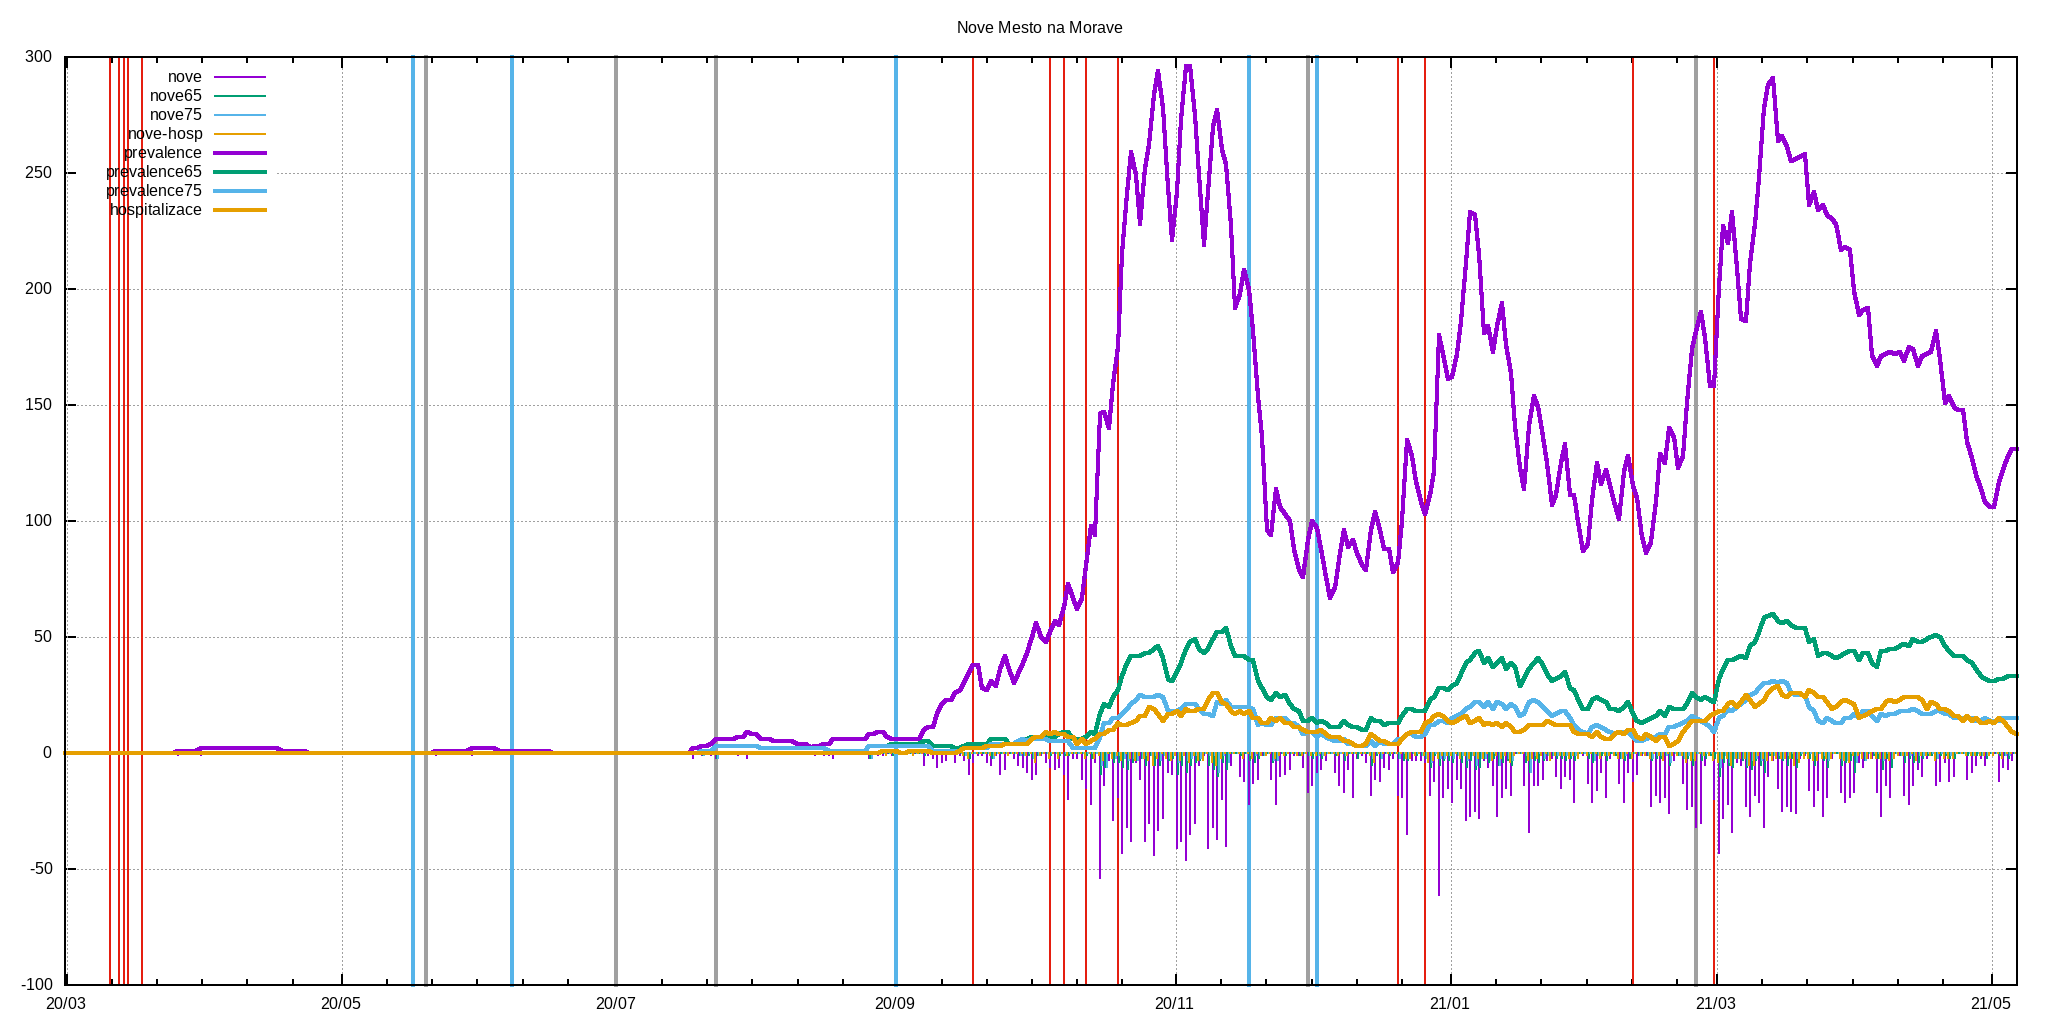 Nove Mesto na Morave
300
250
200
150
100
50
0
-50
-100
nove
nove65
nove75
nove-hosp
prevalence
prevalence65
prevalence75
hospitalizace
20/03 20/05 20/07 20/09 20/11 21/01 21/03 21/05